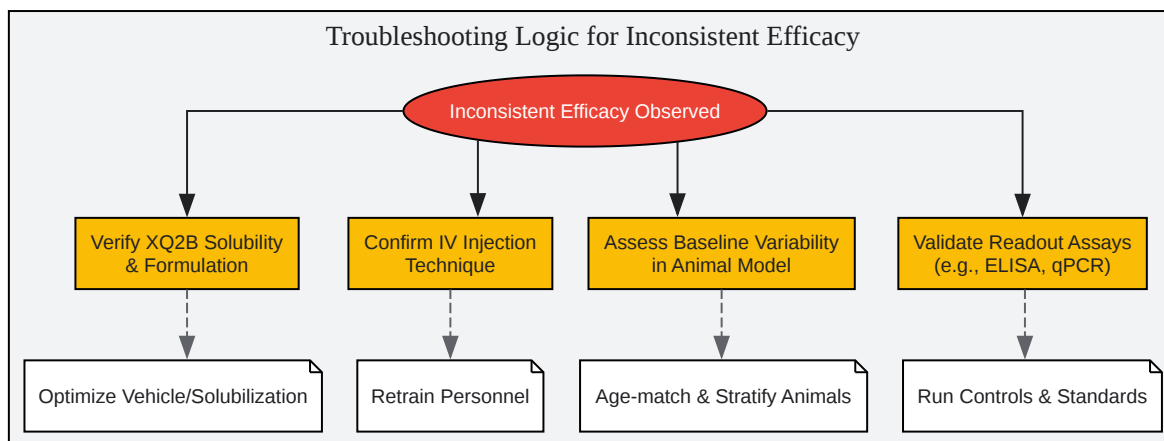 Troubleshooting Logic for Inconsistent Efficacy
Inconsistent Efficacy Observed
Verify XQ2B Solubility
& Formulation
Confirm IV Injection
Technique
Assess Baseline Variability
in Animal Model
Validate Readout Assays
(e.g., ELISA, qPCR)
Optimize Vehicle/Solubilization
Retrain Personnel
Age-match & Stratify Animals
Run Controls & Standards